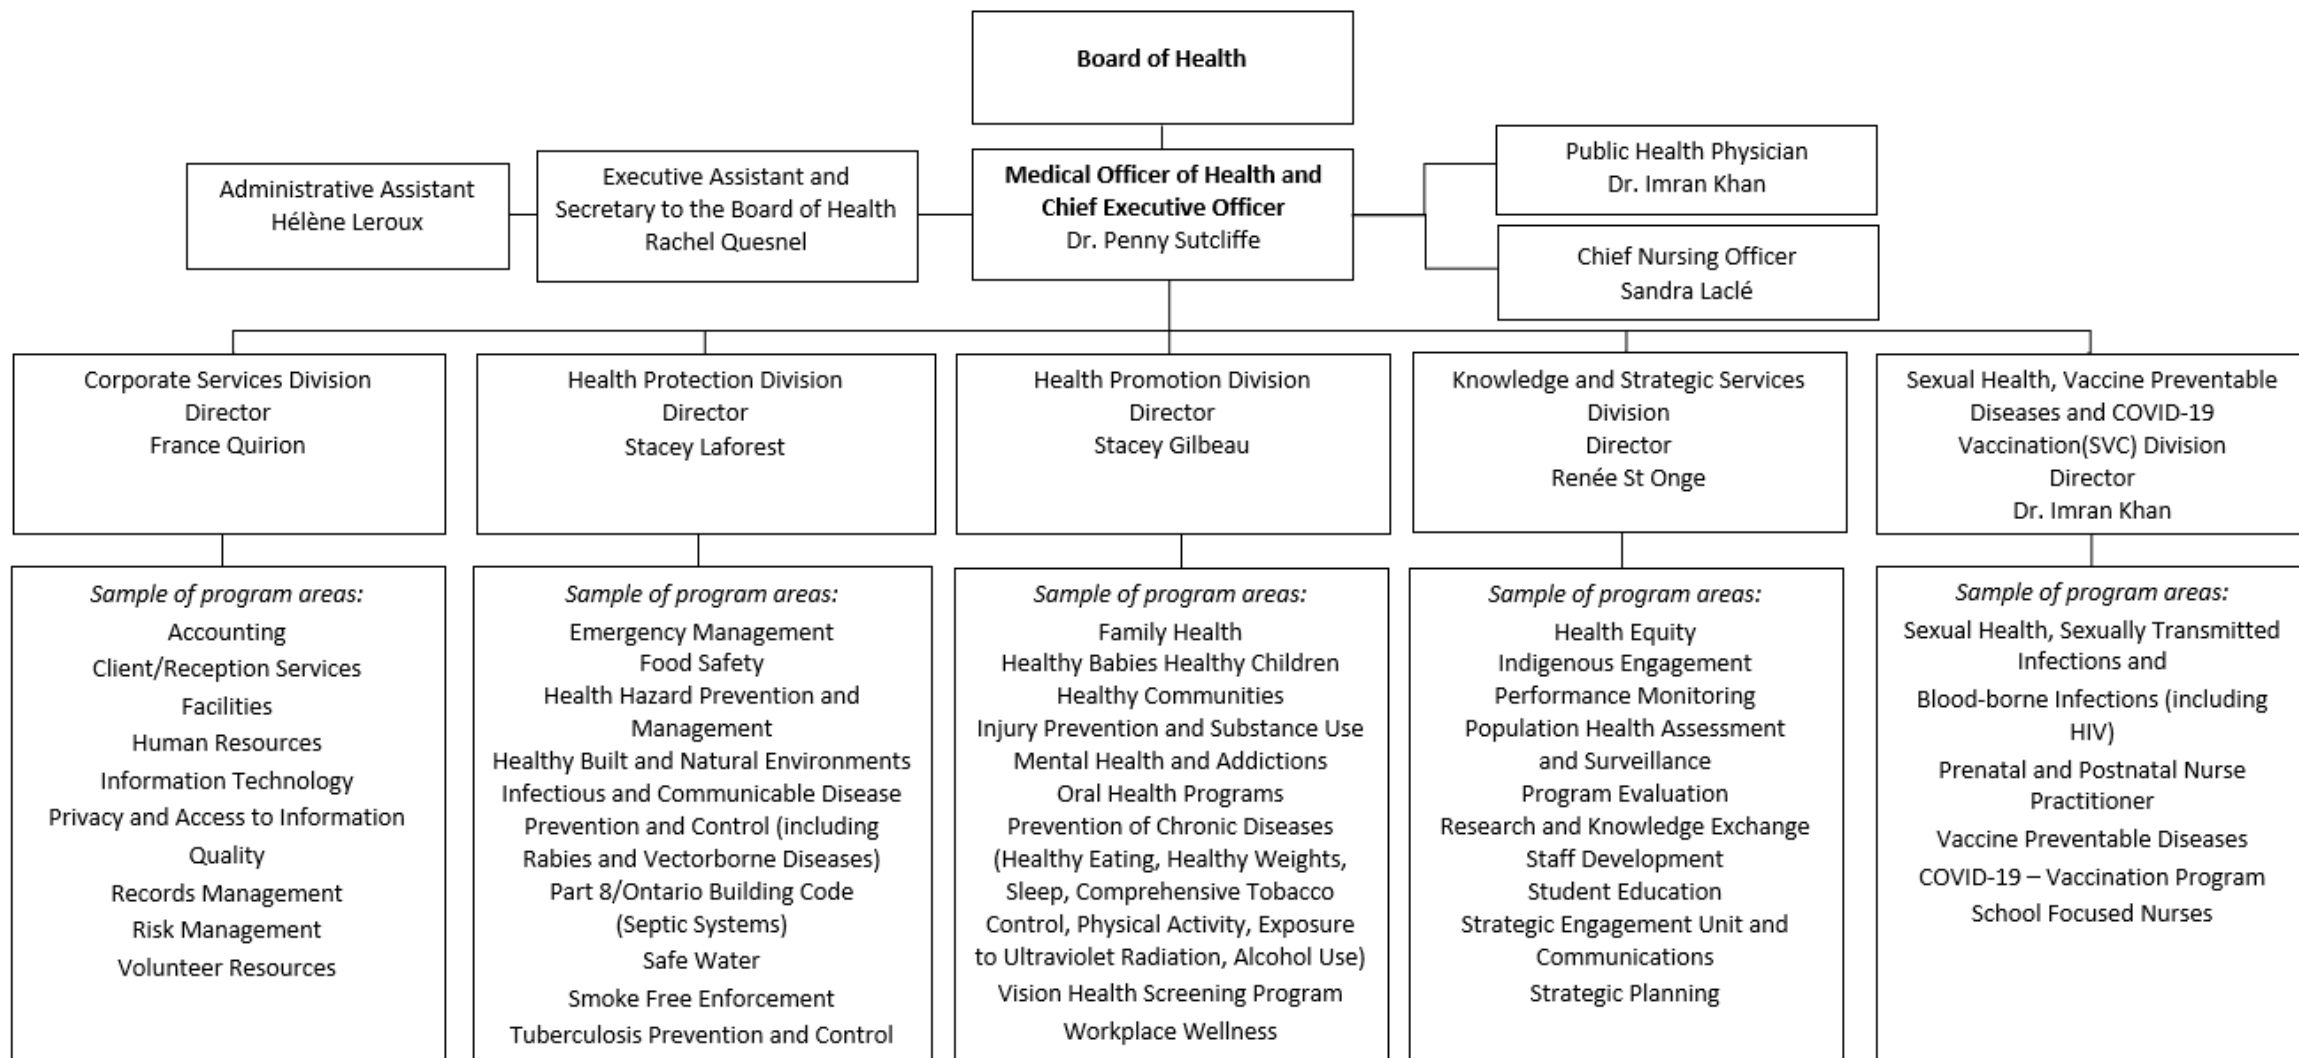 Board of Health
Administrative Assistant
Hélène Leroux
Executive Assistant and
Secretary to the Board of Health
Rachel Quesnel
Medical Officer of Health and
Chief Executive Officer
Dr. Penny Sutcliffe
Public Health Physician
Dr. Imran Khan
Chief Nursing Officer
Sandra Laclé
Corporate Services Division
Director
France Quirion
Health Protection Division
Director
Stacey Laforest
Health Promotion Division
Director
Stacey Gilbeau
Knowledge and Strategic Services
Division
Director
Renée St Onge
Sexual Health, Vaccine Preventable
Diseases and COVID-19
Vaccination(SVC) Division
Director
Dr. Imran Khan
Sample of program areas:
Accounting
Client/Reception Services
Facilities
Human Resources
Information Technology
Privacy and Access to Information
Quality
Records Management
Risk Management
Volunteer Resources
Sample of program areas:
Emergency Management
Food Safety
Health Hazard Prevention and
Management
Healthy Built and Natural Environments
Infectious and Communicable Disease
Prevention and Control (including
Rabies and Vectorborne Diseases)
Part 8/Ontario Building Code
(Septic Systems)
Safe Water
Smoke Free Enforcement
Tuberculosis Prevention and Control
Sample of program areas:
Family Health
Healthy Babies Healthy Children
Healthy Communities
Injury Prevention and Substance Use
Mental Health and Addictions
Oral Health Programs
Prevention of Chronic Diseases
(Healthy Eating, Healthy Weights,
Sleep, Comprehensive Tobacco
Control, Physical Activity, Exposure
to Ultraviolet Radiation, Alcohol Use)
Vision Health Screening Program
Workplace Wellness
Sample of program areas:
Health Equity
Indigenous Engagement
Performance Monitoring
Population Health Assessment
and Surveillance
Program Evaluation
Research and Knowledge Exchange
Staff Development
Student Education
Strategic Engagement Unit and
Communications
Strategic Planning
Sample of program areas:
Sexual Health, Sexually Transmitted
Infections and
Blood-borne Infections (including
HIV)
Prenatal and Postnatal Nurse
Practitioner
Vaccine Preventable Diseases
COVID-19 – Vaccination Program
School Focused Nurses